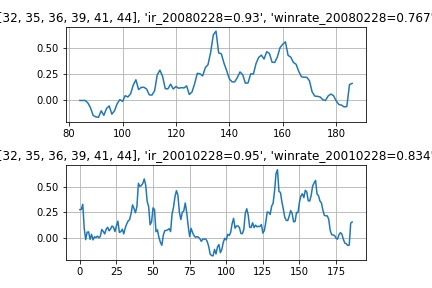 [32, 35, 36, 39, 41, 44], 'ir_20080228=0.93', 'winrate_20080228=0.767'
0.50
0.25
0.00
80 100 120 140 160 180
[32, 35, 36, 39, 41, 44], 'ir_20010228=0.95', 'winrate_20010228=0.834'
0.50
0.25
0.00
0 25 50 75 100 125 150 175